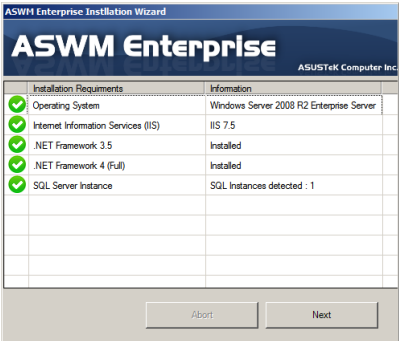 ASWM Enterprise Instllation Wizard
ASWM Enterprise
ASUSTeK Computer Inc.
Installation Requirments Information
Operating System Windows Server 2008 R2 Enterprise Server
Internet Information Services (IIS) IIS 7.5
.NET Framework 3.5 Installed
.NET Framework 4 (Full) Installed
SQL Server Instance SQL Instances detected : 1
Abort Next